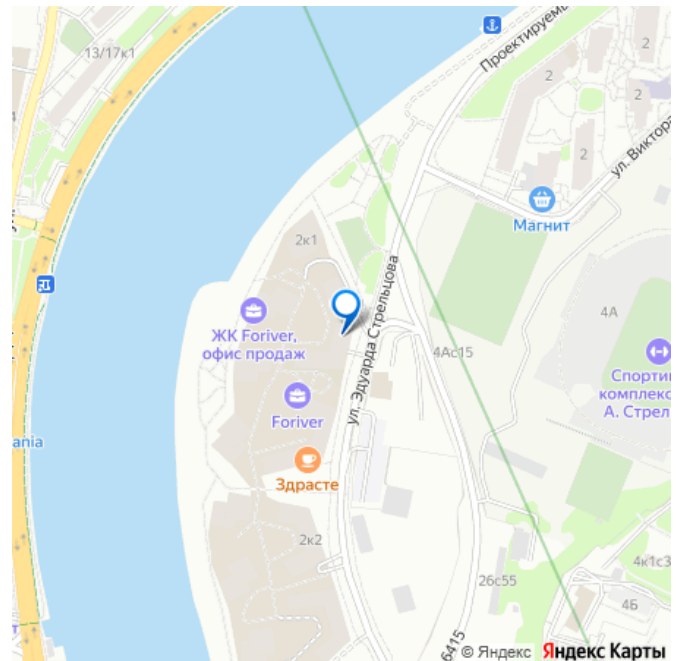 13/17к1
Проектируем
2
2
2
2
ул. Виктора
Магнит
2к1
ул. Эдуарда Стрельцова
ЖК Foriver,
офис продаж
4А
4Ас15
Спорти
комплекс
А. Стрел
Foriver
ania
Здрасте
2к2
4к1с3
26с55
4Б
6415
© Яндекс Яндекс Карты